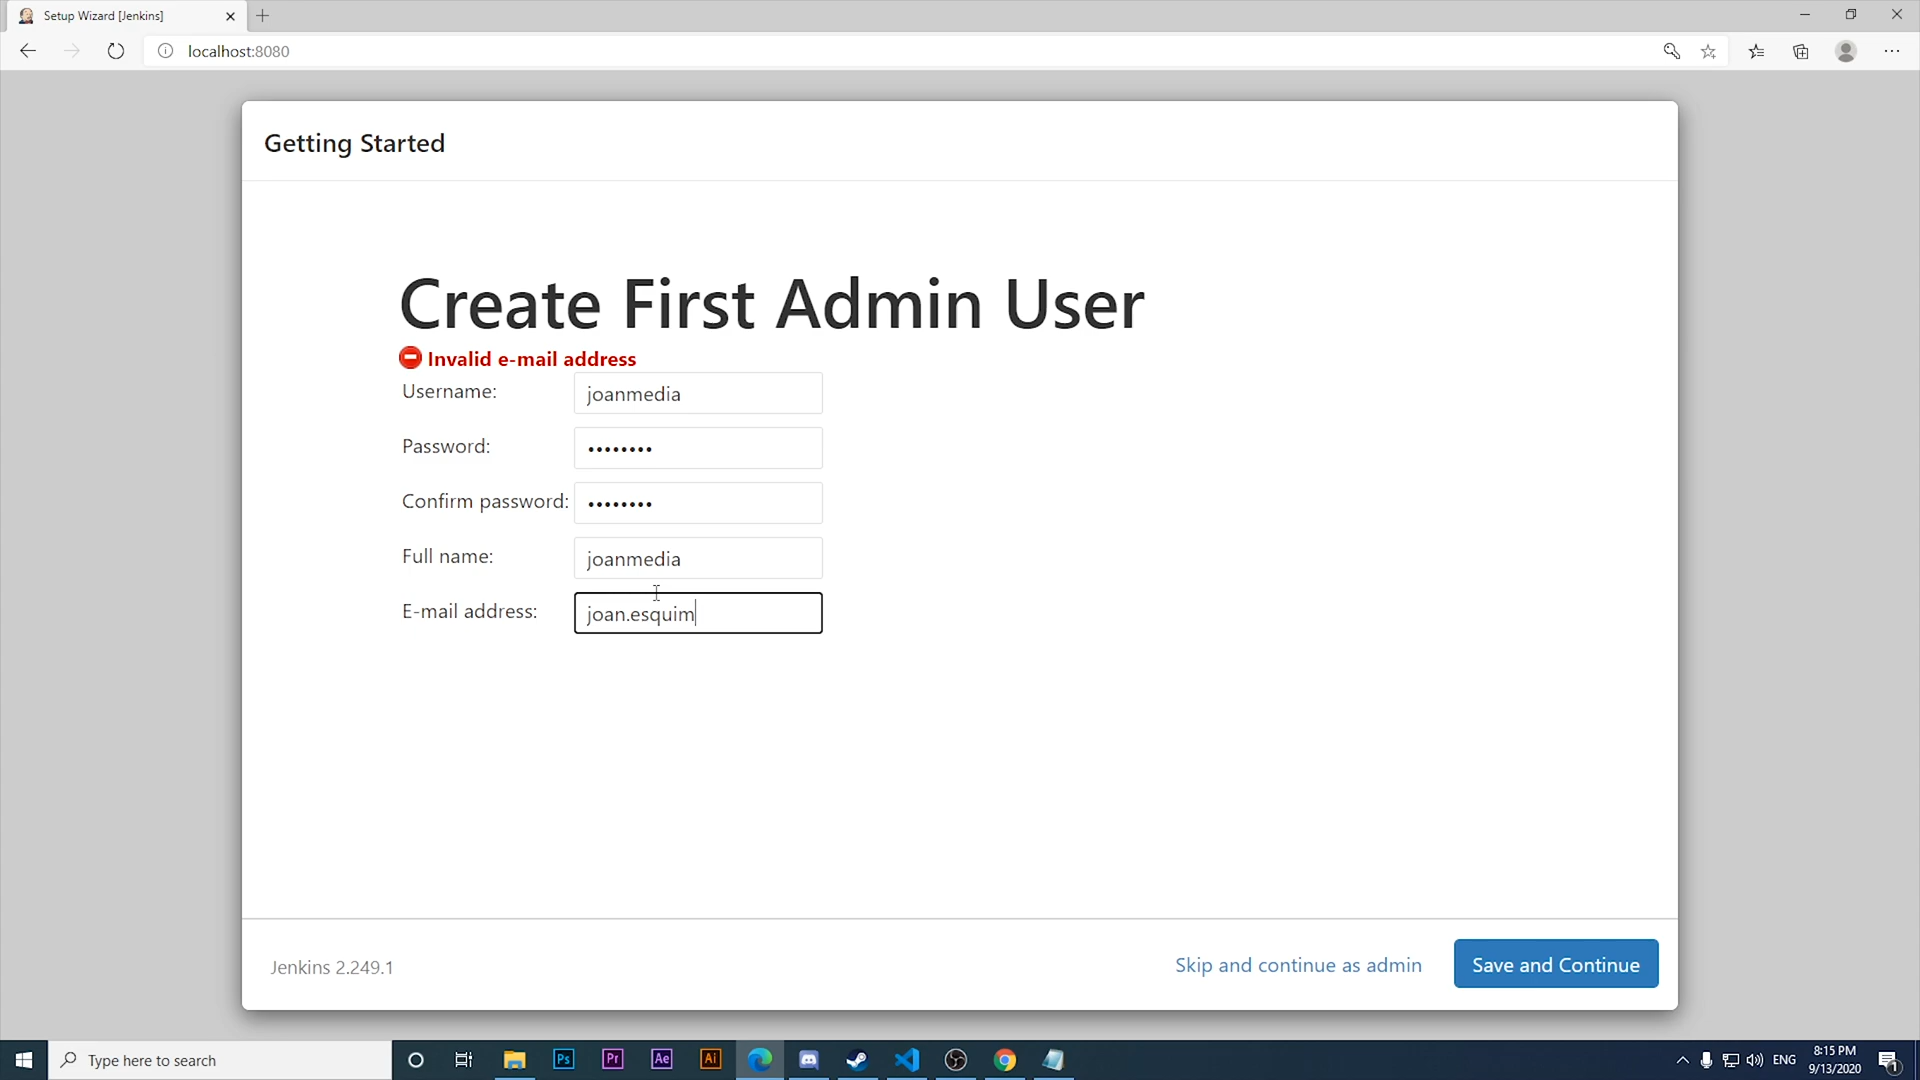 Setup Wizard [Jenkins]
localhost:8080
Getting Started
Create First Admin User
Invalid e-mail address
Username:
joanmedia
Password:
••••••••
Confirm password:
••••••••
Full name:
joanmedia
E-mail address:
joan.esquim
Jenkins 2.249.1
Skip and continue as admin
Save and Continue
Type here to search
Ps
Pr
Ae
Ai
ENG
8:15 PM
9/13/2020
1